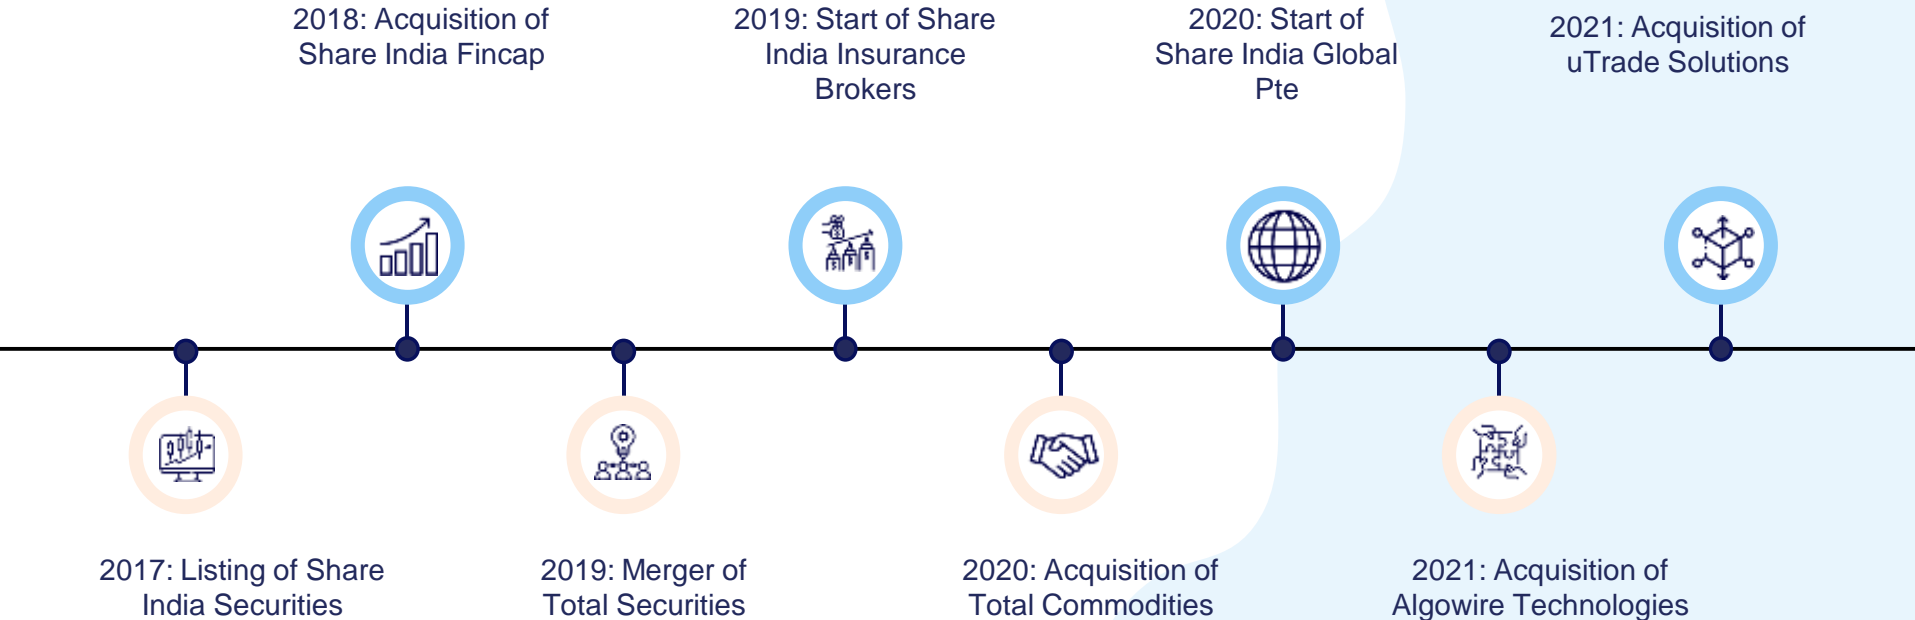 2018: Acquisition of
Share India Fincap
2019: Start of Share
India Insurance
Brokers
2020: Start of
Share India Global
Pte
2021: Acquisition of
uTrade Solutions
2017: Listing of Share
India Securities
2019: Merger of
Total Securities
2020: Acquisition of
Total Commodities
2021: Acquisition of
Algowire Technologies